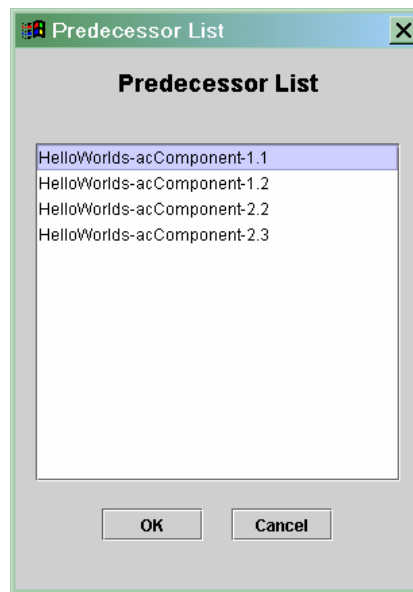 Predecessor List
Predecessor List
HelloWorlds-acComponent-1.1
HelloWorlds-acComponent-1.2
HelloWorlds-acComponent-2.2
HelloWorlds-acComponent-2.3
OK Cancel